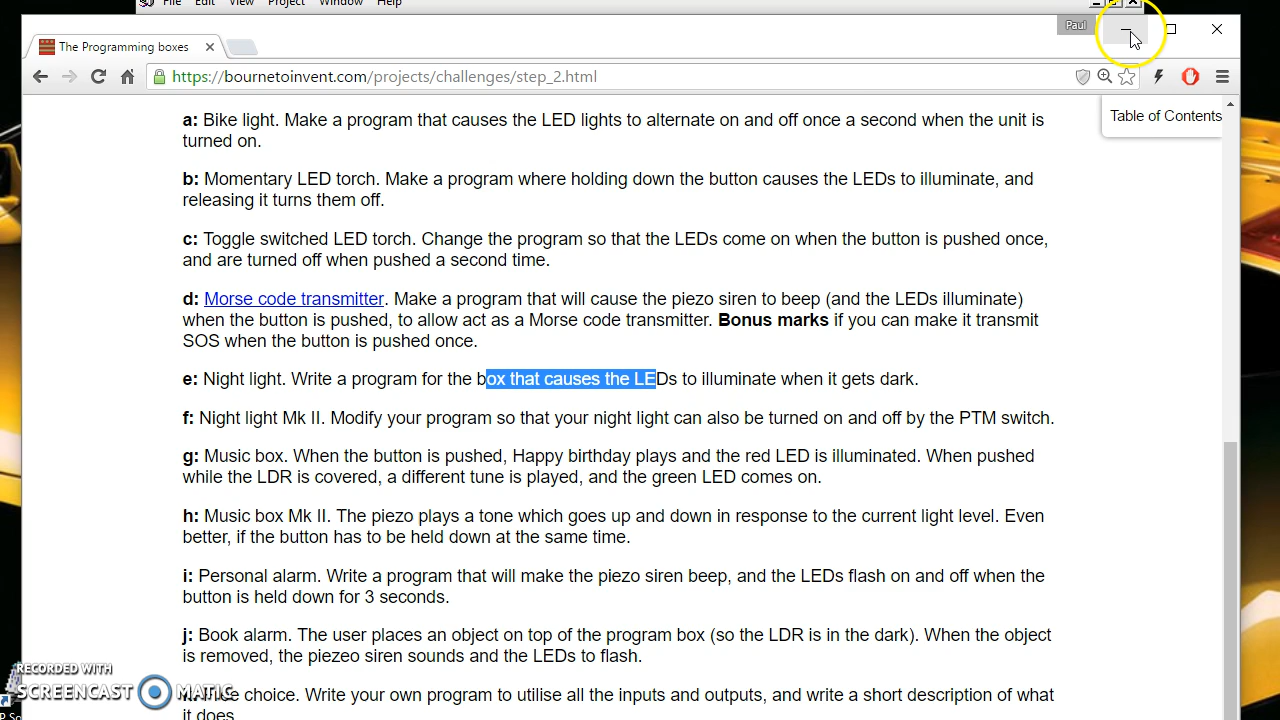 File Edit View Project Window Help
Paul
The Programming boxes
https://bournetoinvent.com/projects/challenges/step_2.html
Table of Contents
a: Bike light. Make a program that causes the LED lights to alternate on and off once a second when the unit is
turned on.
b: Momentary LED torch. Make a program where holding down the button causes the LEDs to illuminate, and
releasing it turns them off.
c: Toggle switched LED torch. Change the program so that the LEDs come on when the button is pushed once,
and are turned off when pushed a second time.
d: Morse code transmitter. Make a program that will cause the piezo siren to beep (and the LEDs illuminate)
when the button is pushed, to allow act as a Morse code transmitter. Bonus marks if you can make it transmit
SOS when the button is pushed once.
e: Night light. Write a program for the box that causes the LEDs to illuminate when it gets dark.
f: Night light Mk II. Modify your program so that your night light can also be turned on and off by the PTM switch.
g: Music box. When the button is pushed, Happy birthday plays and the red LED is illuminated. When pushed
while the LDR is covered, a different tune is played, and the green LED comes on.
h: Music box Mk II. The piezo plays a tone which goes up and down in response to the current light level. Even
better, if the button has to be held down at the same time.
i: Personal alarm. Write a program that will make the piezo siren beep, and the LEDs flash on and off when the
button is held down for 3 seconds.
j: Book alarm. The user places an object on top of the program box (so the LDR is in the dark). When the object
is removed, the piezeo siren sounds and the LEDs to flash.
choice. Write your own program to utilise all the inputs and outputs, and write a short description of what
it does
RECORDED WITH
SCREENCAST MATIC